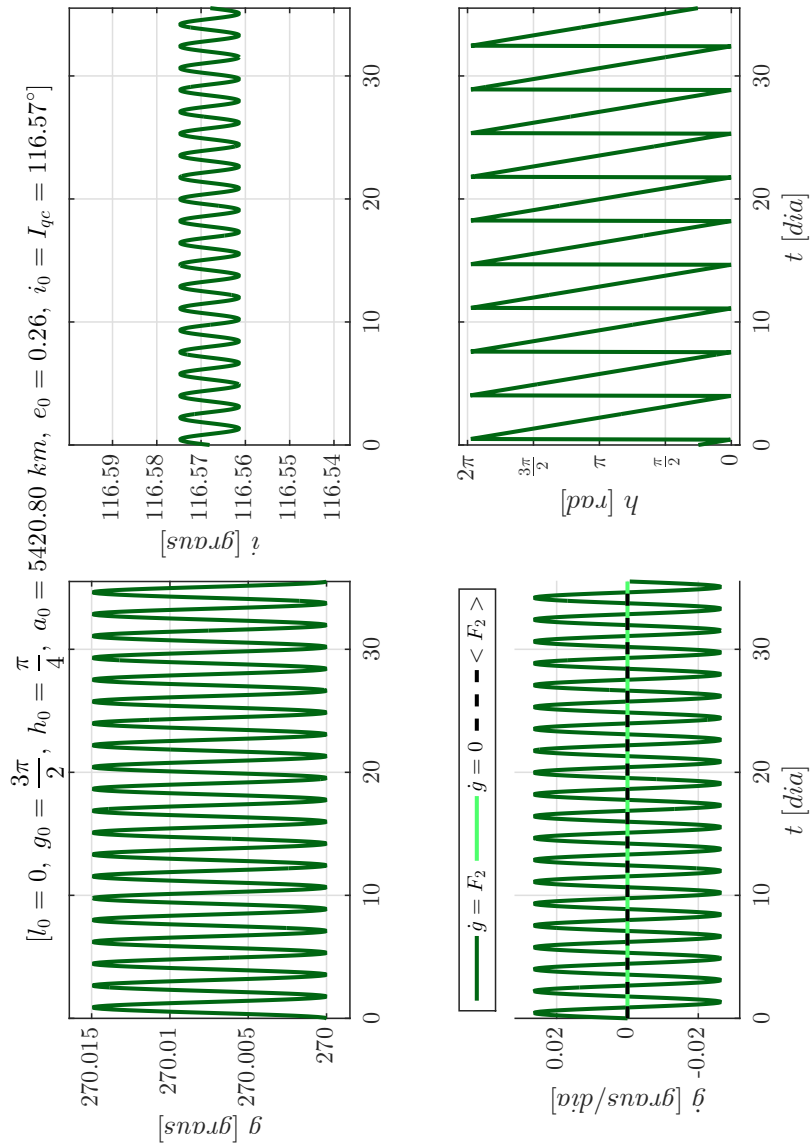 [l₀ = 0, g₀ = 3π/2, h₀ = π/4, a₀ = 5420.80 km, e₀ = 0.26, i₀ = I_qc = 116.57°]
g [graus]
270.015
270.01
270.005
270
0 10 20 30
i [graus]
116.59
116.58
116.57
116.56
116.55
116.54
0 10 20 30
ġ = F₂ ġ = 0 < F₂ >
ġ [graus/dia]
0.02
0
-0.02
0 10 20 30
t [dia]
h [rad]
2π
3π/2
π
π/2
0
0 10 20 30
t [dia]